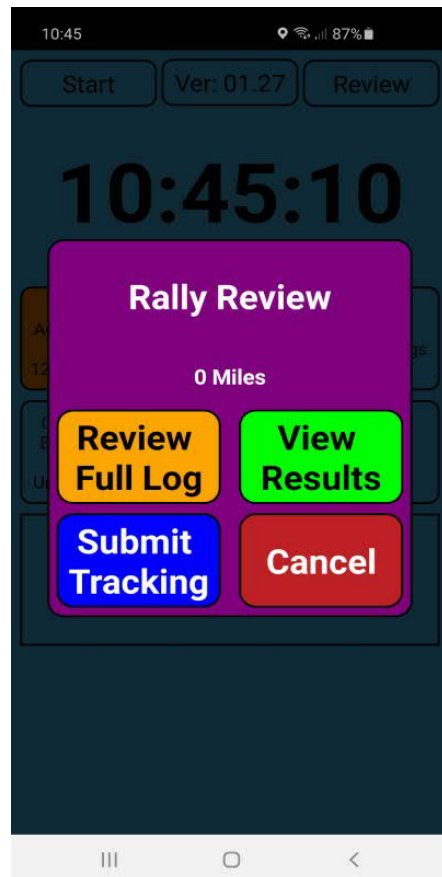 10:45 87%
Start Ver: 01.27 Review
10:45:10
Rally Review
0 Miles
Review View
Full Log Results
Submit
Tracking Cancel